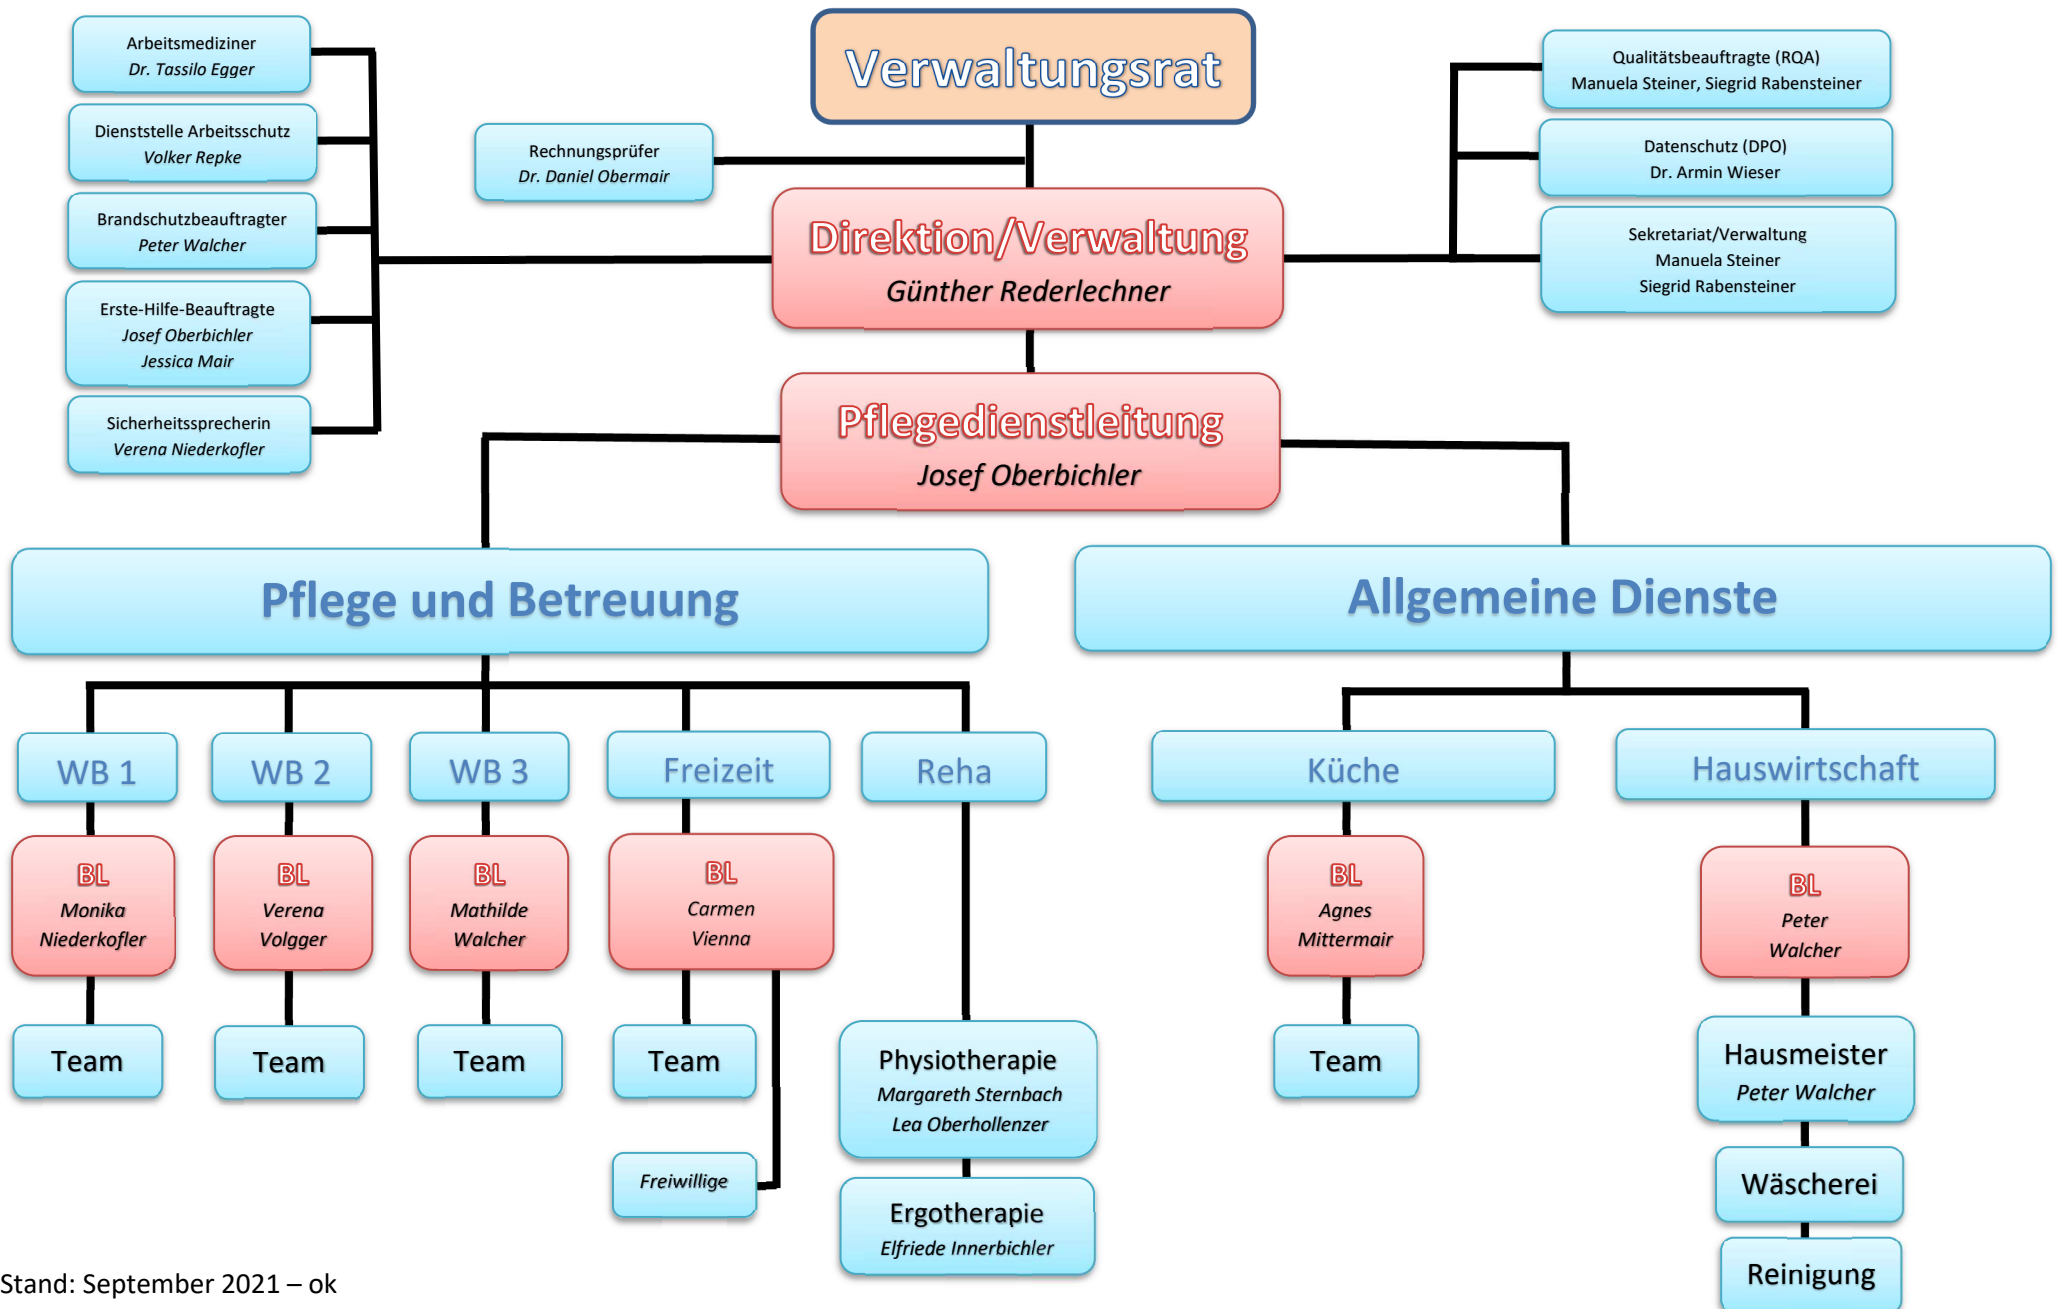 Verwaltungsrat
Arbeitsmediziner
Dr. Tassilo Egger
Dienststelle Arbeitsschutz
Volker Repke
Brandschutzbeauftragter
Peter Walcher
Erste-Hilfe-Beauftragte
Josef Oberbichler
Jessica Mair
Sicherheitssprecherin
Verena Niederkofler
Rechnungsprüfer
Dr. Daniel Obermair
Qualitätsbeauftragte (RQA)
Manuela Steiner, Siegrid Rabensteiner
Datenschutz (DPO)
Dr. Armin Wieser
Sekretariat/Verwaltung
Manuela Steiner
Siegrid Rabensteiner
Direktion/Verwaltung
Günther Rederlechner
Pflegedienstleitung
Josef Oberbichler
Pflege und Betreuung
Allgemeine Dienste
WB 1
WB 2
WB 3
Freizeit
Reha
Küche
Hauswirtschaft
BL
Monika
Niederkofler
BL
Verena
Volgger
BL
Mathilde
Walcher
BL
Carmen
Vienna
BL
Agnes
Mittermair
BL
Peter
Walcher
Team
Team
Team
Team
Freiwillige
Physiotherapie
Margareth Sternbach
Lea Oberhollenzer
Ergotherapie
Elfriede Innerbichler
Team
Hausmeister
Peter Walcher
Wäscherei
Reinigung
Stand: September 2021 – ok